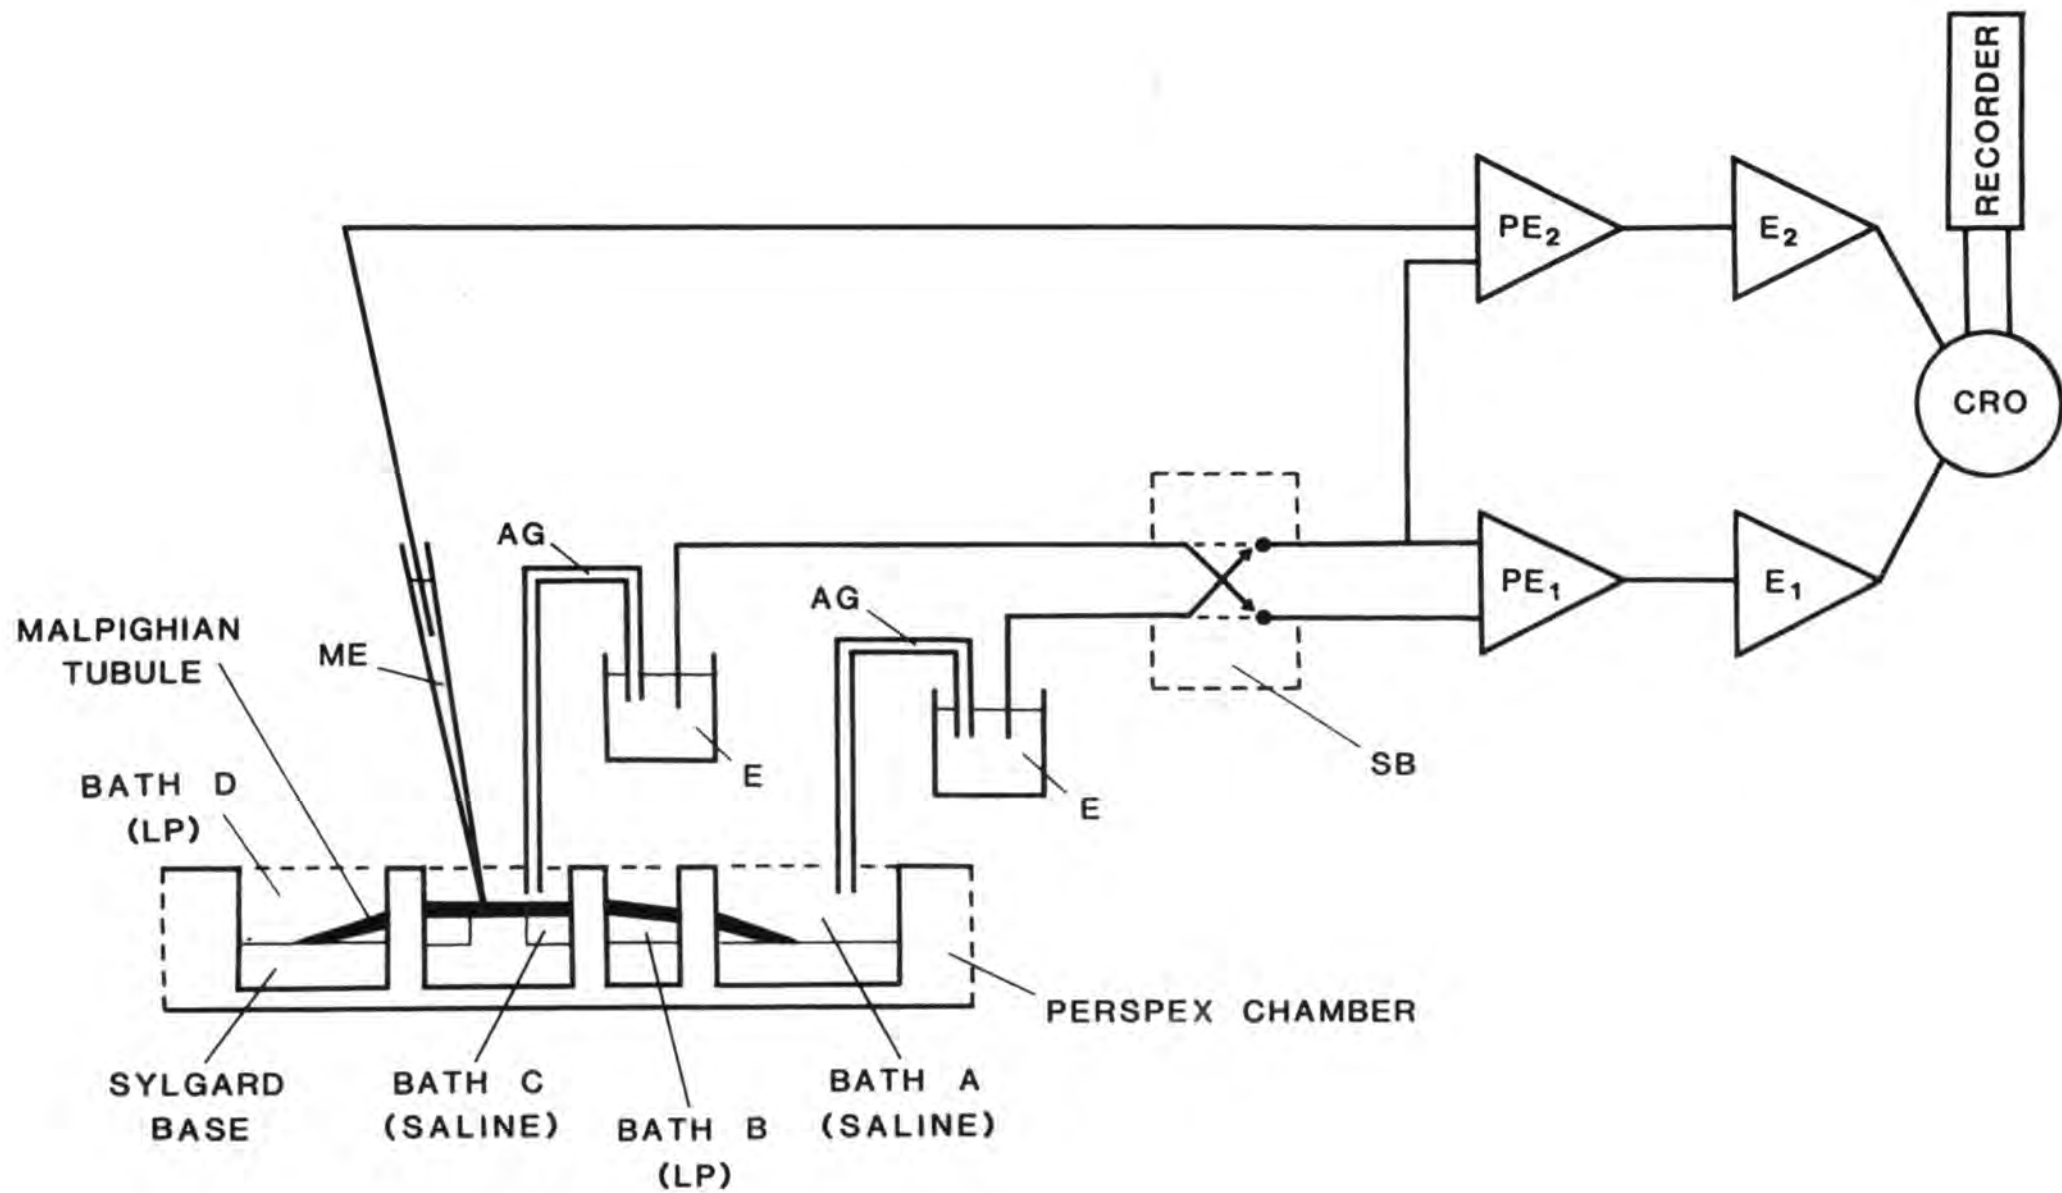 RECORDER
PE₂
E₂
CRO
AG
PE₁
E₁
AG
MALPIGHIAN
TUBULE
ME
SB
E
BATH D
(LP)
E
PERSPEX CHAMBER
SYLGARD
BASE
BATH C
(SALINE)
BATH B
(LP)
BATH A
(SALINE)